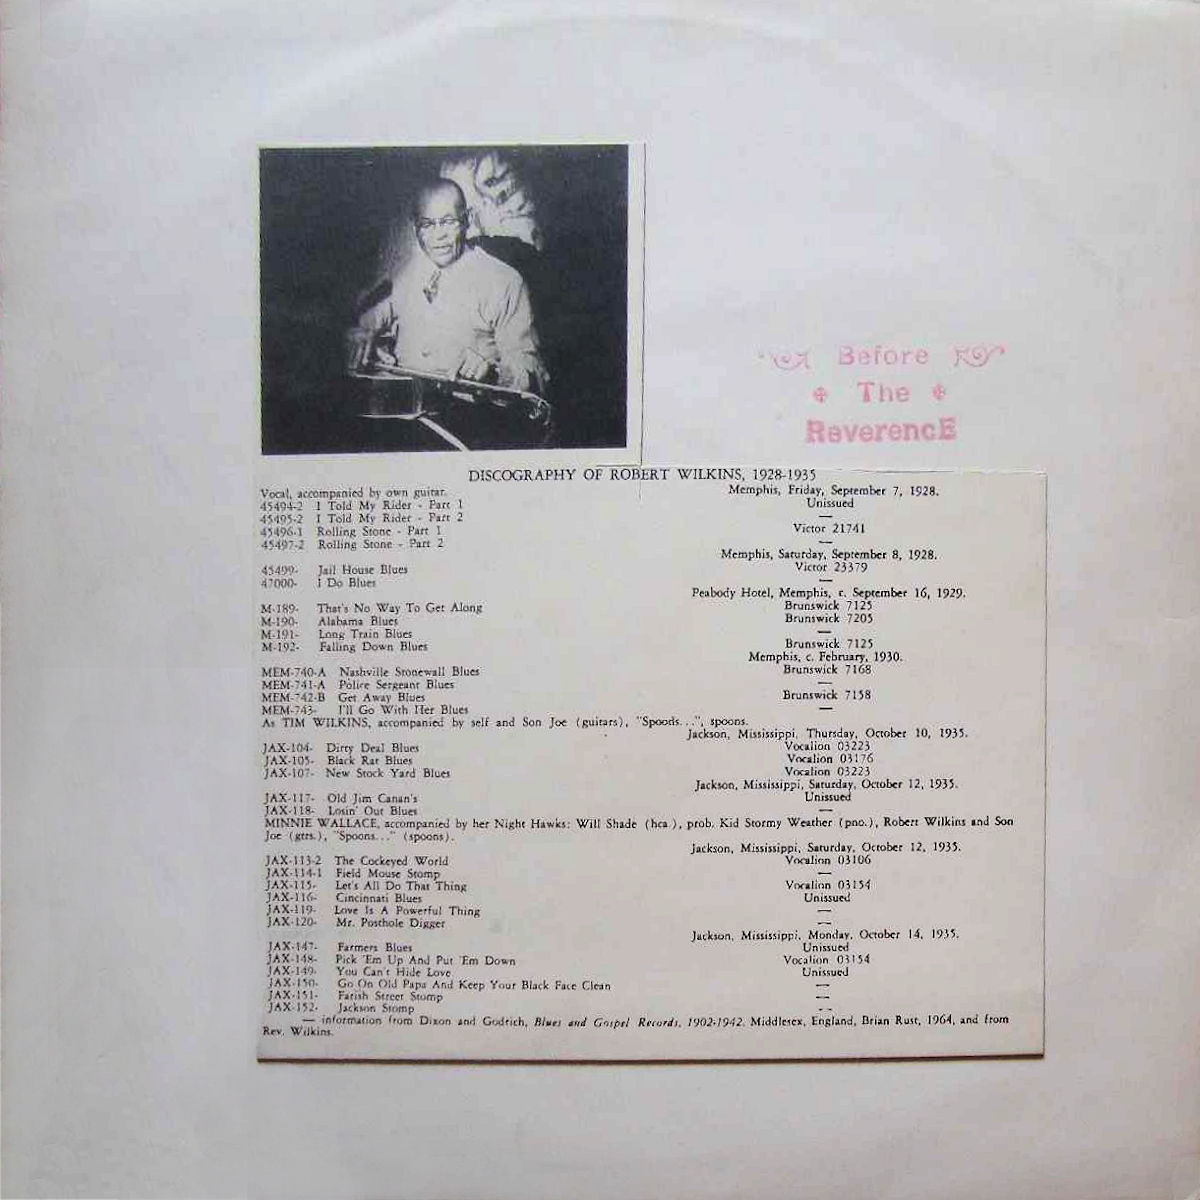 Before
The
ReverencE
DISCOGRAPHY OF ROBERT WILKINS, 1928-1935
Vocal, accompanied by own guitar. Memphis, Friday, September 7, 1928.
45494-2 I Told My Rider - Part 1 Unissued
45495-2 I Told My Rider - Part 2 —
45496-1 Rolling Stone - Part 1 Victor 21741
45497-2 Rolling Stone - Part 2 —
Memphis, Saturday, September 8, 1928.
45499- Jail House Blues Victor 23379
47000- I Do Blues —
Peabody Hotel, Memphis, c. September 16, 1929.
M-189- That's No Way To Get Along Brunswick 7125
M-190- Alabama Blues Brunswick 7205
M-191- Long Train Blues —
M-192- Falling Down Blues Brunswick 7125
Memphis, c. February, 1930.
MEM-740-A Nashville Stonewall Blues Brunswick 7168
MEM-741-A Police Sergeant Blues —
MEM-742-B Get Away Blues Brunswick 7158
MEM-743- I'll Go With Her Blues —
As TIM WILKINS, accompanied by self and Son Joe (guitars), "Spoons...", spoons.
Jackson, Mississippi, Thursday, October 10, 1935.
JAX-104- Dirty Deal Blues Vocalion 03223
JAX-105- Black Rat Blues Vocalion 03176
JAX-107- New Stock Yard Blues Vocalion 03223
Jackson, Mississippi, Saturday, October 12, 1935.
JAX-117- Old Jim Canan's Unissued
JAX-118- Losin' Out Blues —
MINNIE WALLACE, accompanied by her Night Hawks: Will Shade (hca.), prob. Kid Stormy Weather (pno.), Robert Wilkins and Son
Joe (gtrs.), "Spoons..." (spoons).
Jackson, Mississippi, Saturday, October 12, 1935.
JAX-113-2 The Cockeyed World Vocalion 03106
JAX-114-1 Field Mouse Stomp —
JAX-115- Let's All Do That Thing Vocalion 03154
JAX-116- Cincinnati Blues Unissued
JAX-119- Love Is A Powerful Thing —
JAX-120- Mr. Posthole Digger —
Jackson, Mississippi, Monday, October 14, 1935.
JAX-147- Farmers Blues Unissued
JAX-148- Pick 'Em Up And Put 'Em Down Vocalion 03154
JAX-149- You Can't Hide Love Unissued
JAX-150- Go On Old Papa And Keep Your Black Face Clean —
JAX-151- Farish Street Stomp —
JAX-152- Jackson Stomp --
— information from Dixon and Godrich, Blues and Gospel Records, 1902-1942. Middlesex, England, Brian Rust, 1964, and from
Rev. Wilkins.